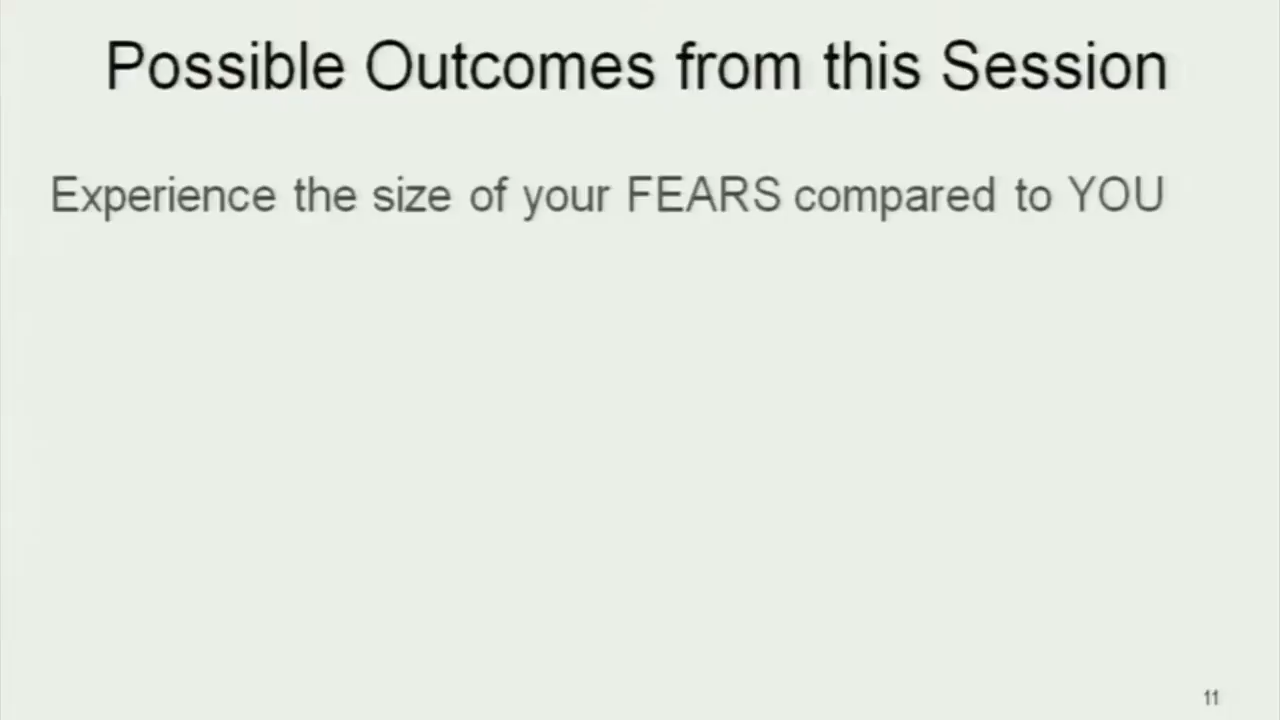 Possible Outcomes from this Session
Experience the size of your FEARS compared to YOU
11